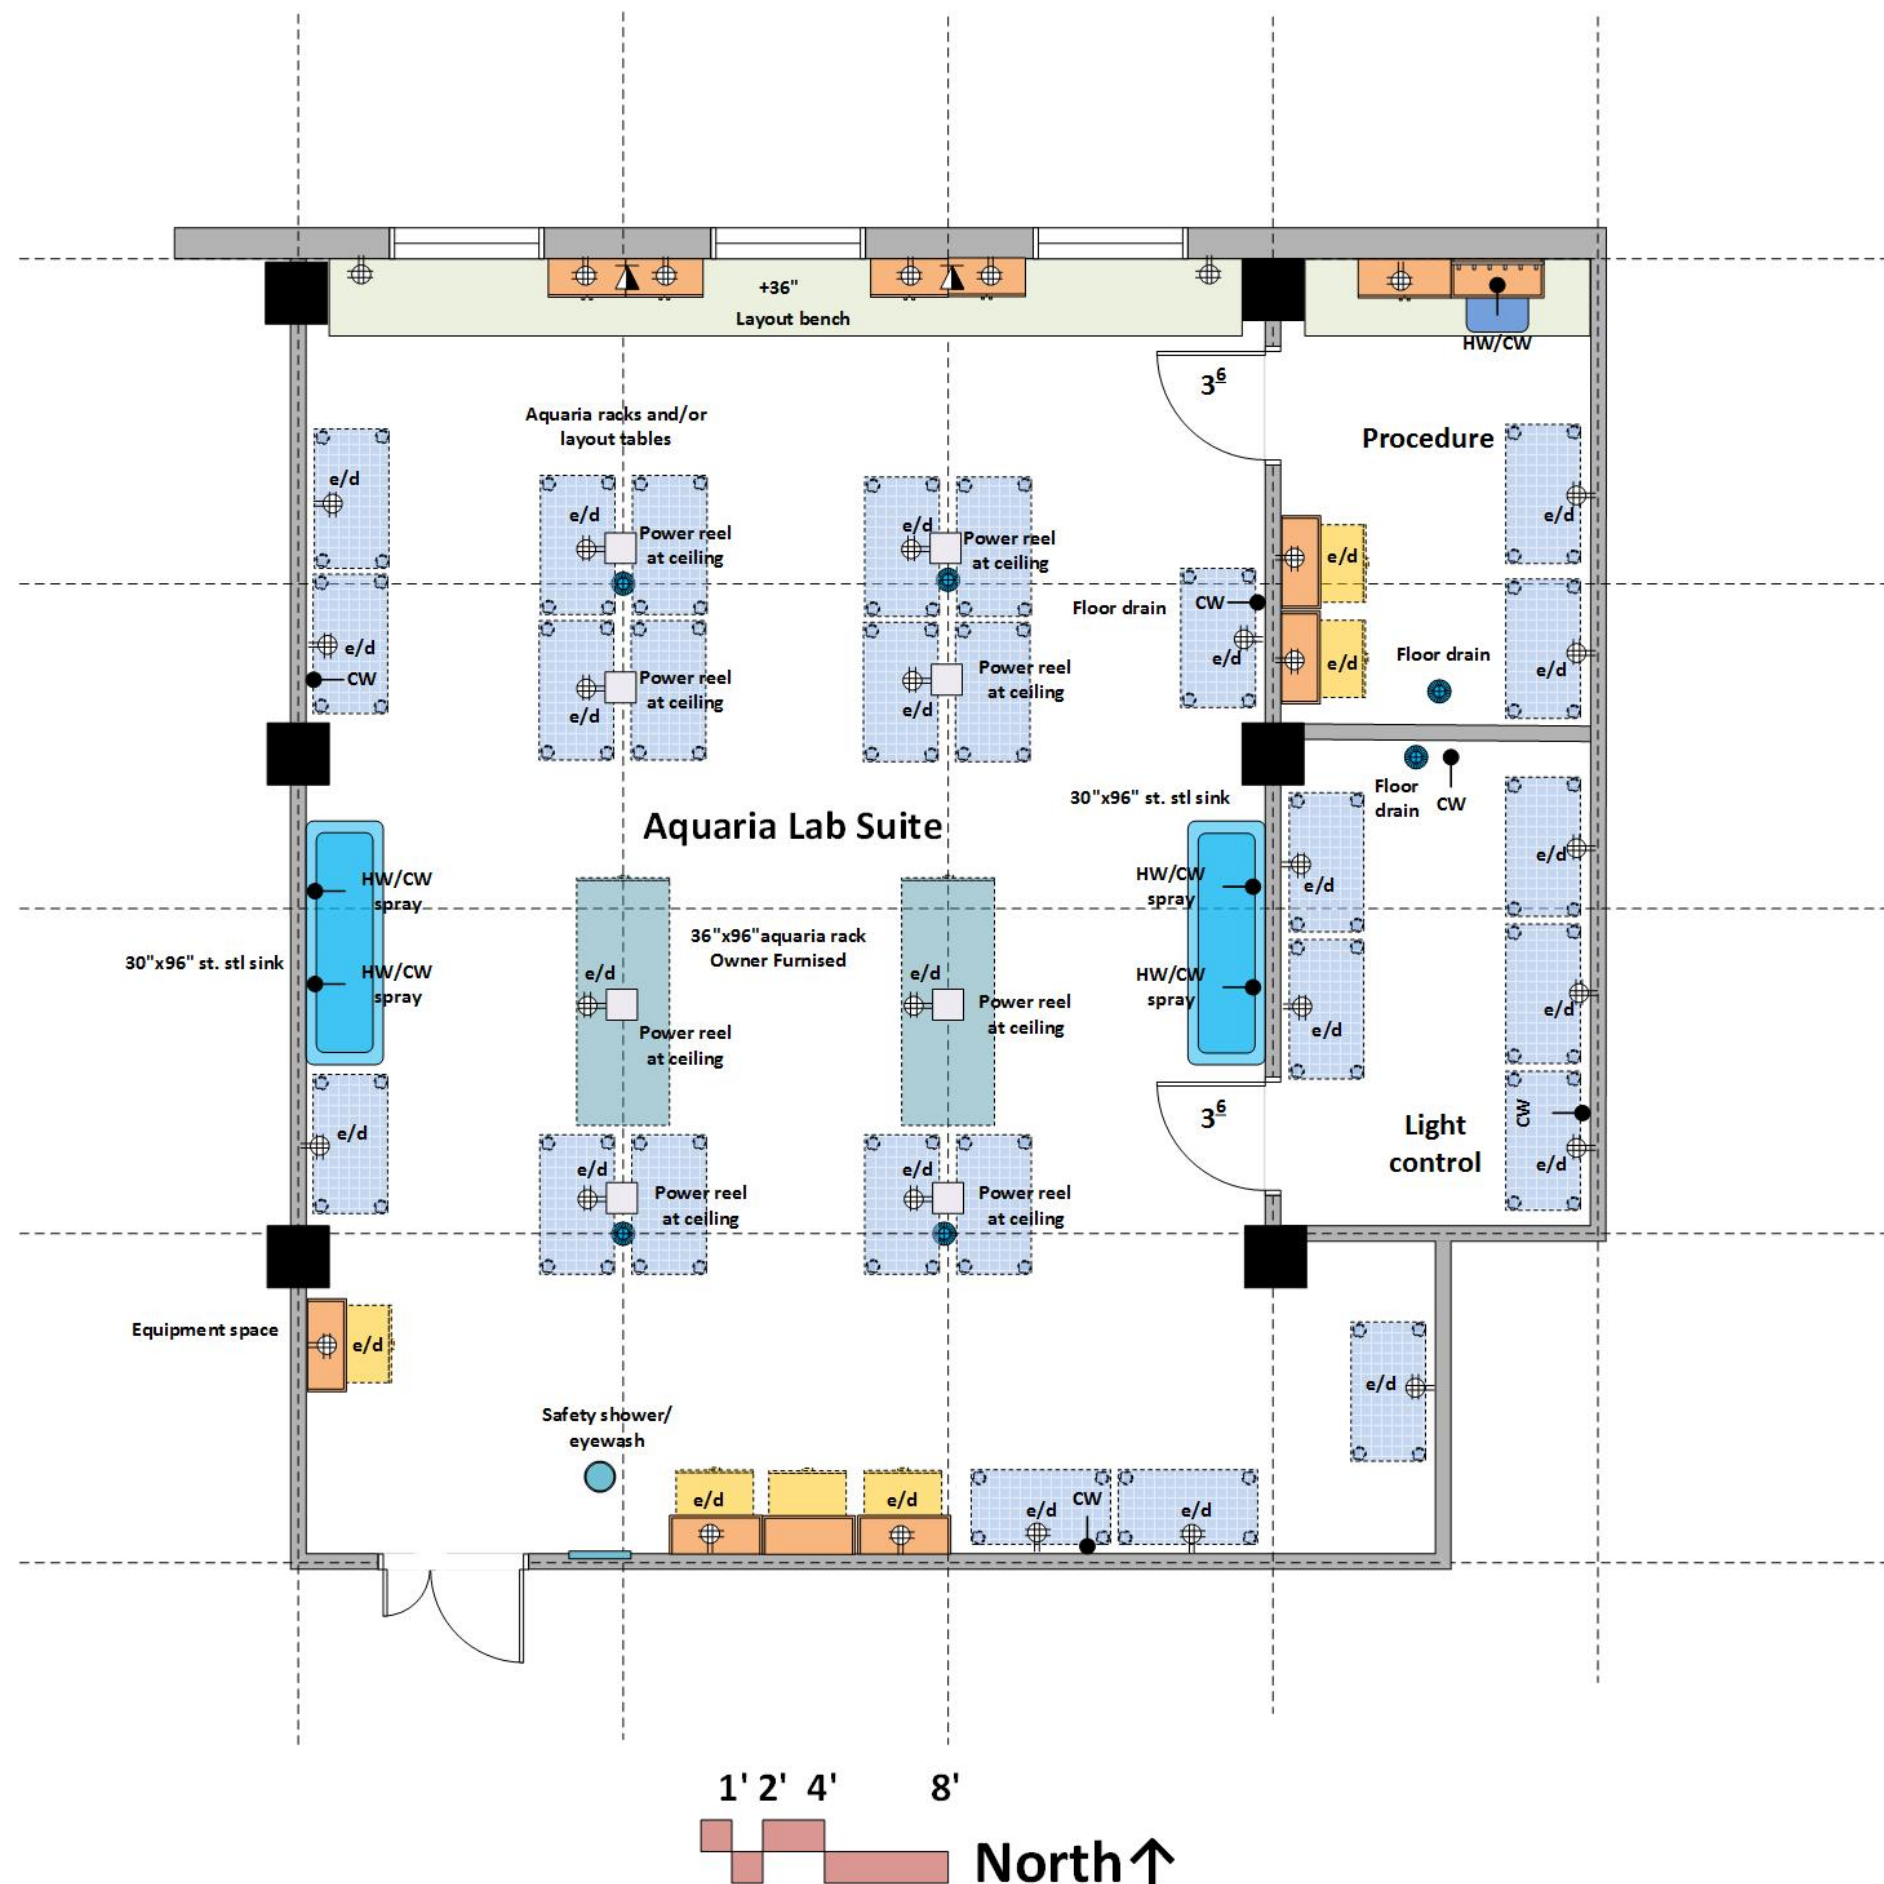 +36"
Layout bench
HW/CW
3 6
Aquaria racks and/or
layout tables
Procedure
e/d
e/d
e/d
Power reel
at ceiling
e/d
Power reel
at ceiling
e/d
e/d
Floor drain
CW
e/d
e/d
e/d
CW
e/d
Power reel
at ceiling
e/d
Power reel
at ceiling
Floor drain
e/d
Floor
drain
CW
30"x96" st. stl sink
Aquaria Lab Suite
HW/CW
spray
HW/CW
spray
e/d
e/d
30"x96" st. stl sink
HW/CW
spray
36"x96"aquaria rack
Owner Furnised
e/d
Power reel
at ceiling
e/d
Power reel
at ceiling
HW/CW
spray
e/d
e/d
3 6
CW
Light
control
e/d
e/d
e/d
Power reel
at ceiling
e/d
Power reel
at ceiling
Equipment space
e/d
e/d
Safety shower/
eyewash
e/d
e/d
e/d
CW
e/d
1' 2' 4' 8'
North↑